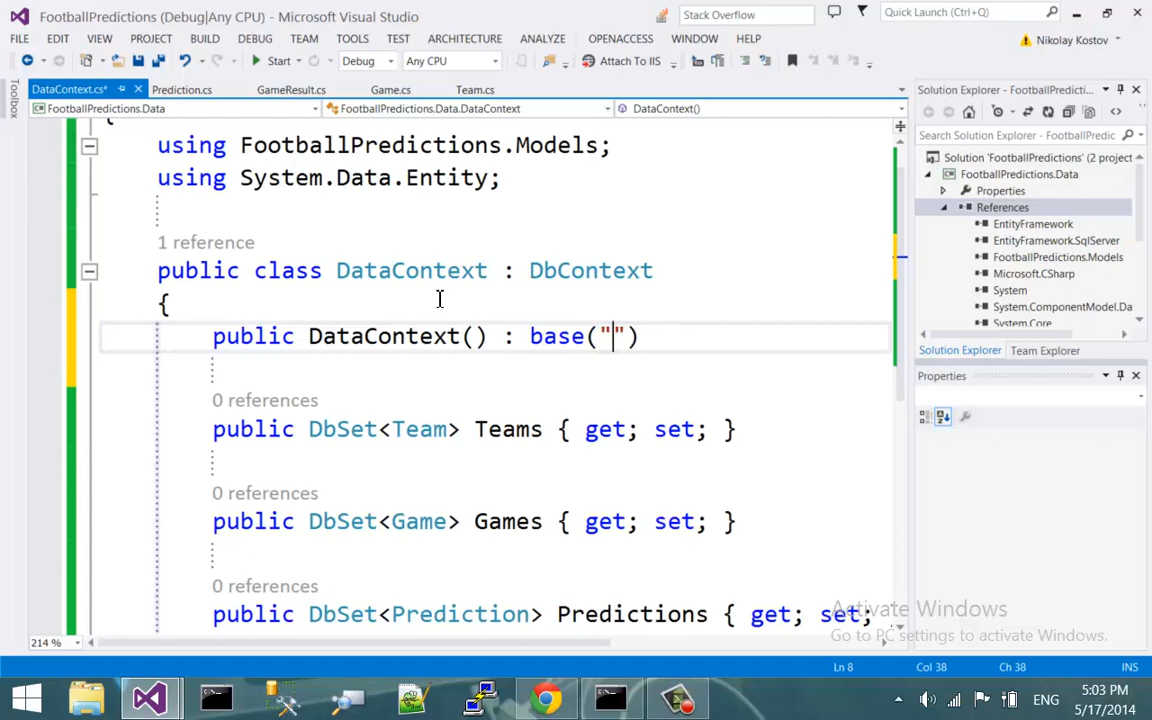 FootballPredictions (Debug|Any CPU) - Microsoft Visual Studio
Stack Overflow
Quick Launch (Ctrl+Q)
FILE EDIT VIEW PROJECT BUILD DEBUG TEAM TOOLS TEST ARCHITECTURE ANALYZE OPENACCESS WINDOW HELP
Nikolay Kostov
Start Debug Any CPU Attach To IIS
Toolbox
DataContext.cs* Prediction.cs GameResult.cs Game.cs Team.cs
FootballPredictions.Data FootballPredictions.Data.DataContext DataContext()
{
using FootballPredictions.Models;
using System.Data.Entity;
1 reference
public class DataContext : DbContext
{
public DataContext() : base("")
0 references
public DbSet<Team> Teams { get; set; }
0 references
public DbSet<Game> Games { get; set; }
0 references
public DbSet<Prediction> Predictions { get; set;
214 %
Solution Explorer - FootballPredicti...
Search Solution Explorer - FootballPredic
Solution 'FootballPredictions' (2 project
FootballPredictions.Data
Properties
References
EntityFramework
EntityFramework.SqlServer
FootballPredictions.Models
Microsoft.CSharp
System
System.ComponentModel.Da
System.Core
Solution Explorer Team Explorer
Properties
Activate Windows
Go to PC settings to activate Windows.
Ln 8 Col 38 Ch 38 INS
ENG
5:03 PM
5/17/2014